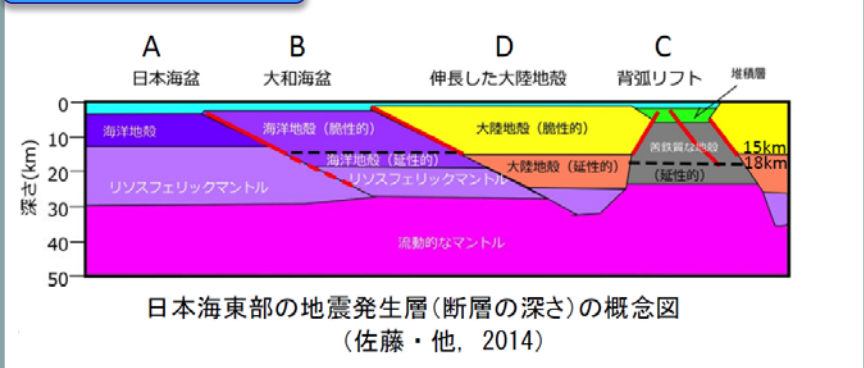 A
B
D
C
日本海盆
大和海盆
伸長した大陸地殻
背弧リフト
堆積層
0
10
20
30
40
50
深さ(km)
海洋地殻
海洋地殻（脆性的）
大陸地殻（脆性的）
苦鉄質な地殻
15km
海洋地殻（延性的）
大陸地殻（延性的）
18km
（延性的）
リソスフェリックマントル
リソスフェリックマントル
流動的なマントル
日本海東部の地震発生層（断層の深さ）の概念図
（佐藤・他，2014）